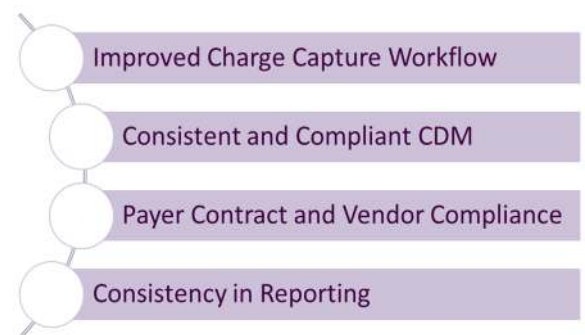 Improved Charge Capture Workflow
Consistent and Compliant CDM
Payer Contract and Vendor Compliance
Consistency in Reporting